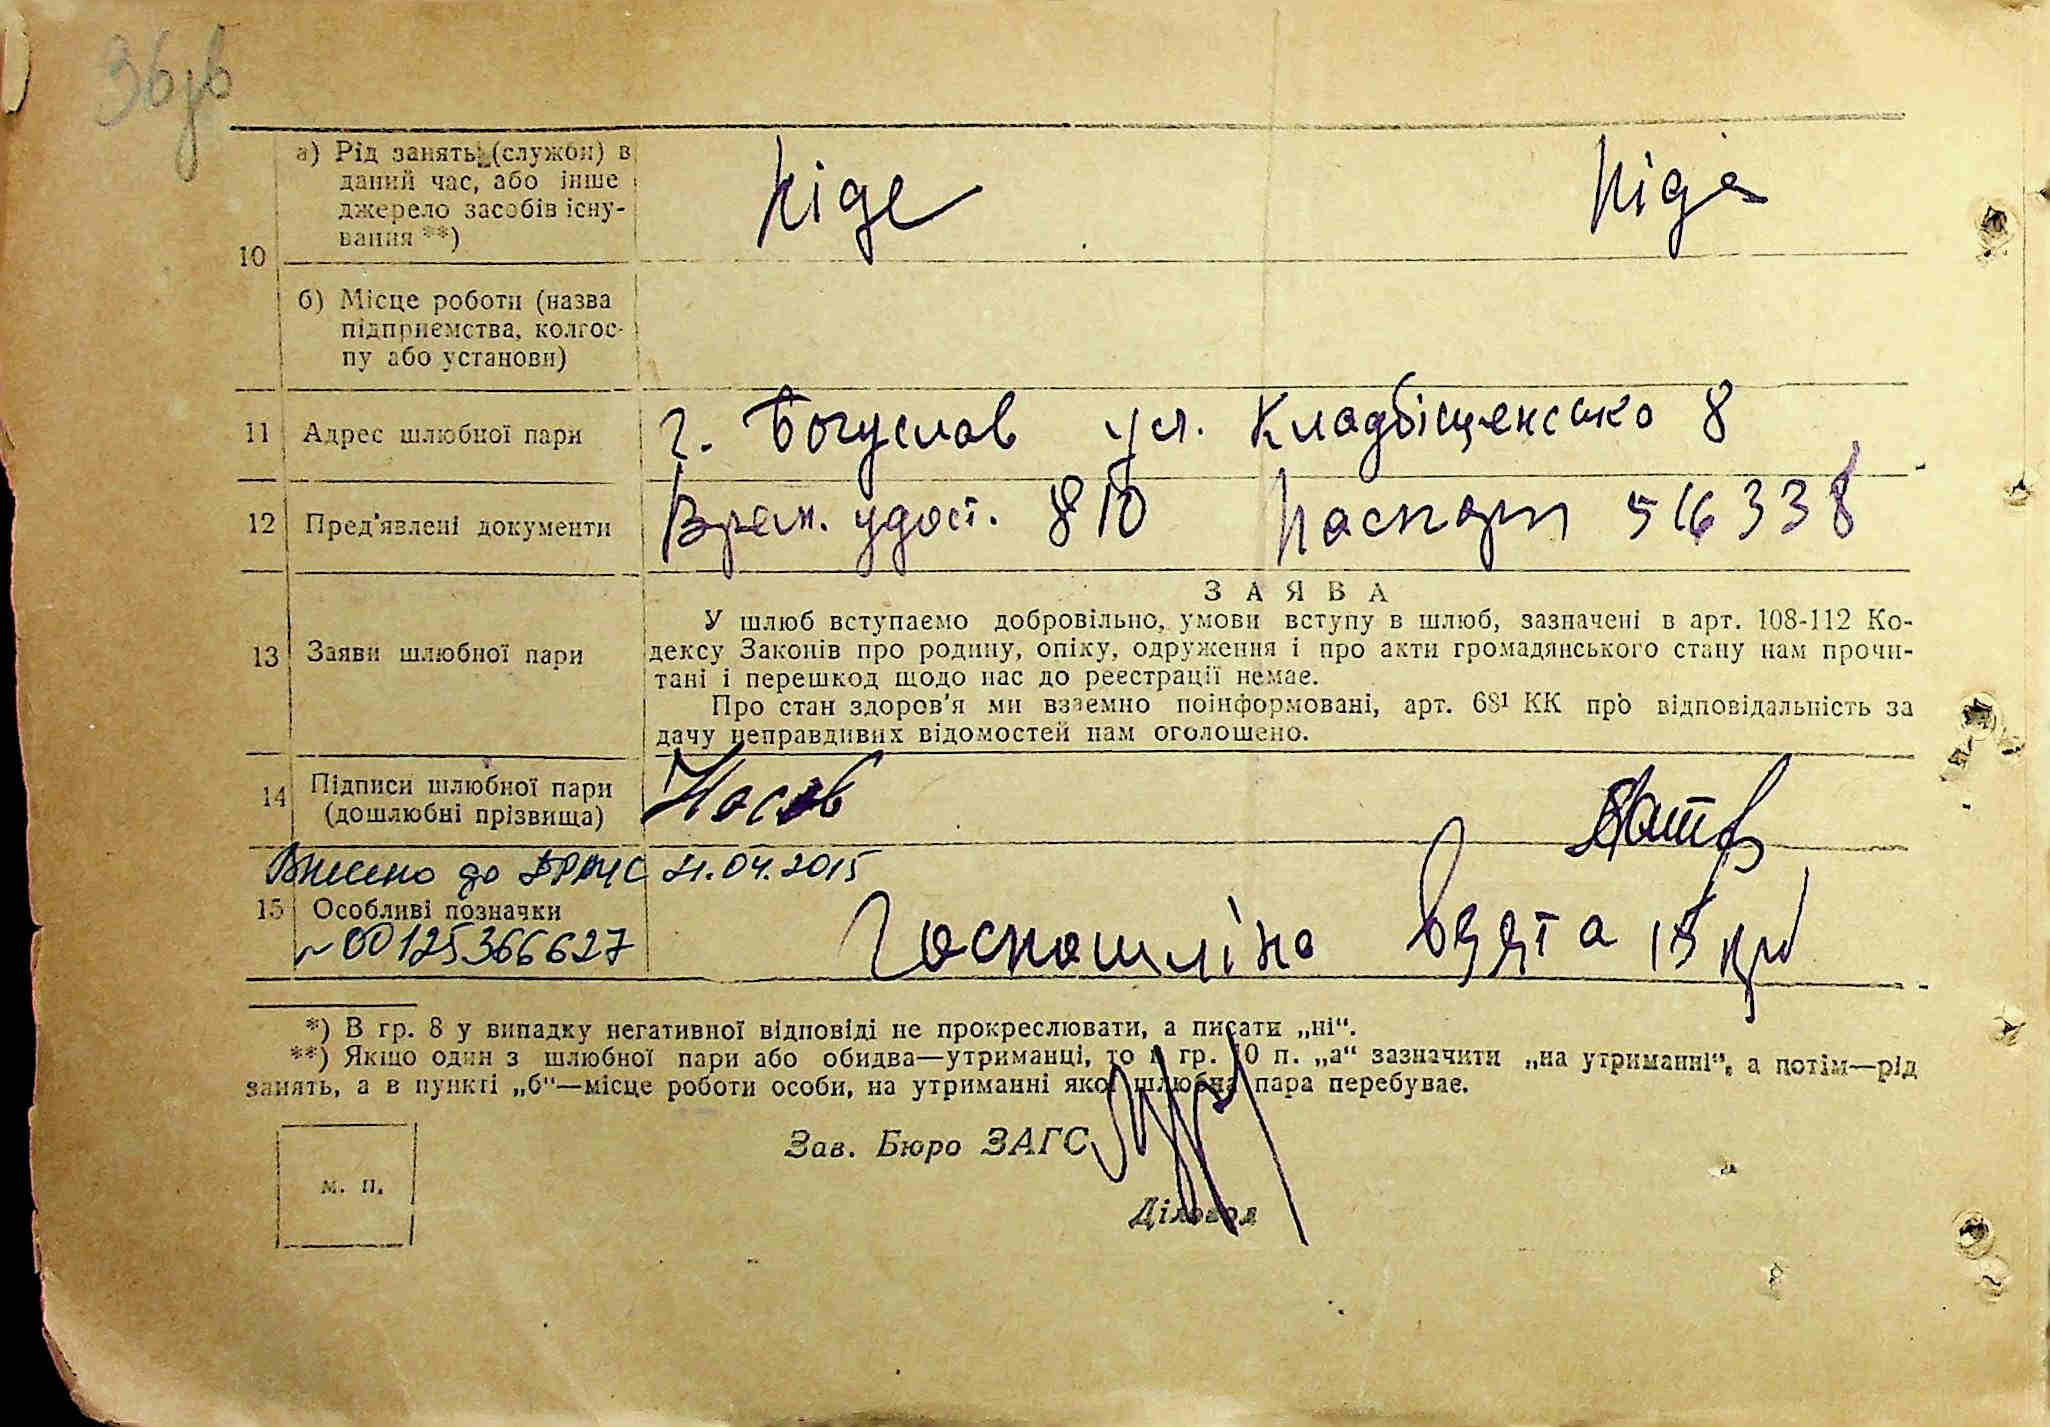 36зв
а) Рід занять (служби) в
даний час, або інше
джерело засобів існу-
вання **)
ніде
ніде
10
б) Місце роботи (назва
підприємства, колгос-
пу або установи)
11 Адрес шлюбної пари
г. Богуслав ул. Кладбіщенсько 8
12 Пред'явлені документи
Врем. удост. 810 Паспорт 516338
13 Заяви шлюбної пари
ЗАЯВА
У шлюб вступаємо добровільно, умови вступу в шлюб, зазначені в арт. 108-112 Ко-
дексу Законів про родину, опіку, одруження і про акти громадянського стану нам прочи-
тані і перешкод щодо нас до реєстрації немає.
Про стан здоров'я ми взаємно поінформовані, арт. 68¹ КК про відповідальність за
дачу неправдивих відомостей нам оголошено.
14 Підписи шлюбної пари
(дошлюбні прізвища)
Носов
Внесено до ДРАЦС 21.04.2015
15 Особливі позначки
~00125366627
Госпошліна взята 15 крб
*) В гр. 8 у випадку негативної відповіді не прокреслювати, а писати „ні“.
**) Якщо один з шлюбної пари або обидва—утриманці, то в гр. 10 п. „а“ зазначити „на утриманні“, а потім—рід
занять, а в пункті „б“—місце роботи особи, на утриманні якої шлюбна пара перебуває.
Зав. Бюро ЗАГС
м. п.
Діловод